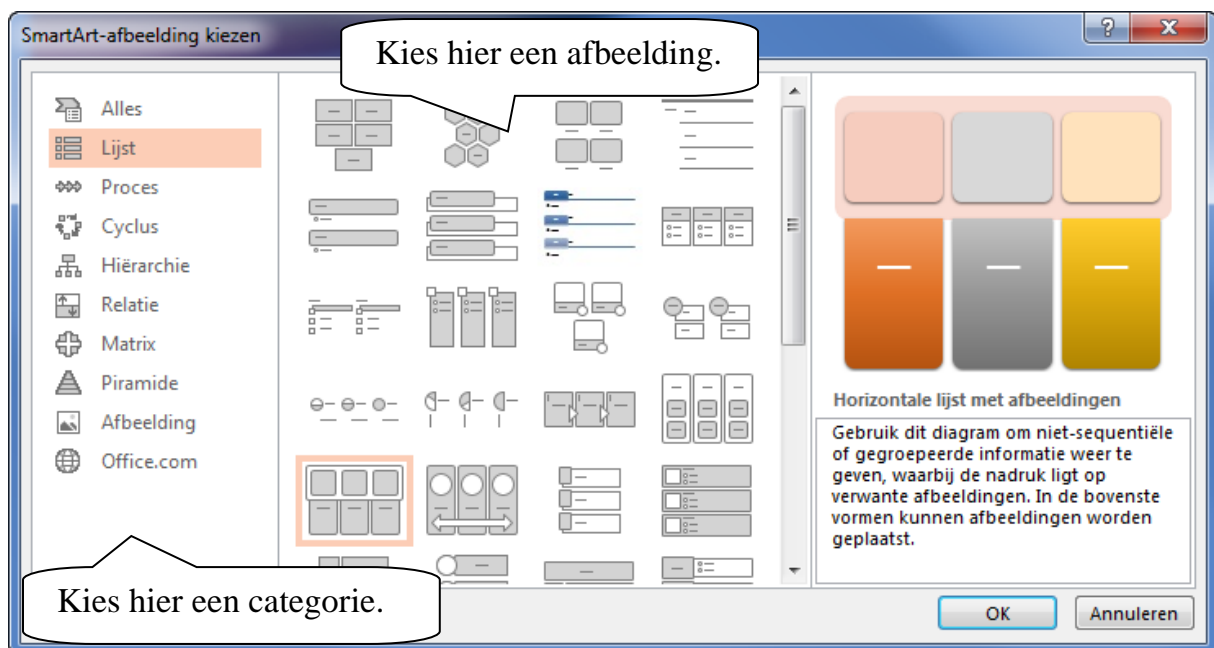 SmartArt-afbeelding kiezen
Kies hier een afbeelding.
Alles
Lijst
Proces
Cyclus
Hiërarchie
Relatie
Matrix
Piramide
Afbeelding
Office.com
Kies hier een categorie.
Horizontale lijst met afbeeldingen
Gebruik dit diagram om niet-sequentiële
of gegroepeerde informatie weer te
geven, waarbij de nadruk ligt op
verwante afbeeldingen. In de bovenste
vormen kunnen afbeeldingen worden
geplaatst.
OK
Annuleren